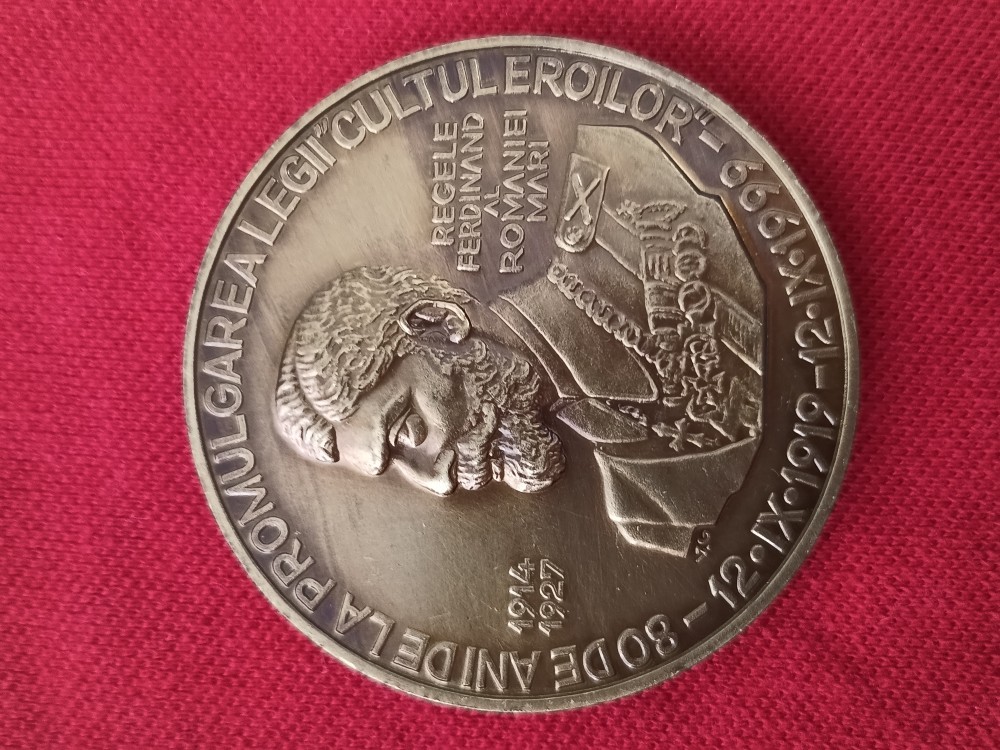 80 DE ANI DE LA PROMULGAREA LEGII "CULTUL EROILOR" – 12•IX•1919–12•IX•1999
REGELE
FERDINAND
AL
ROMANIEI
MARI
1914
1927